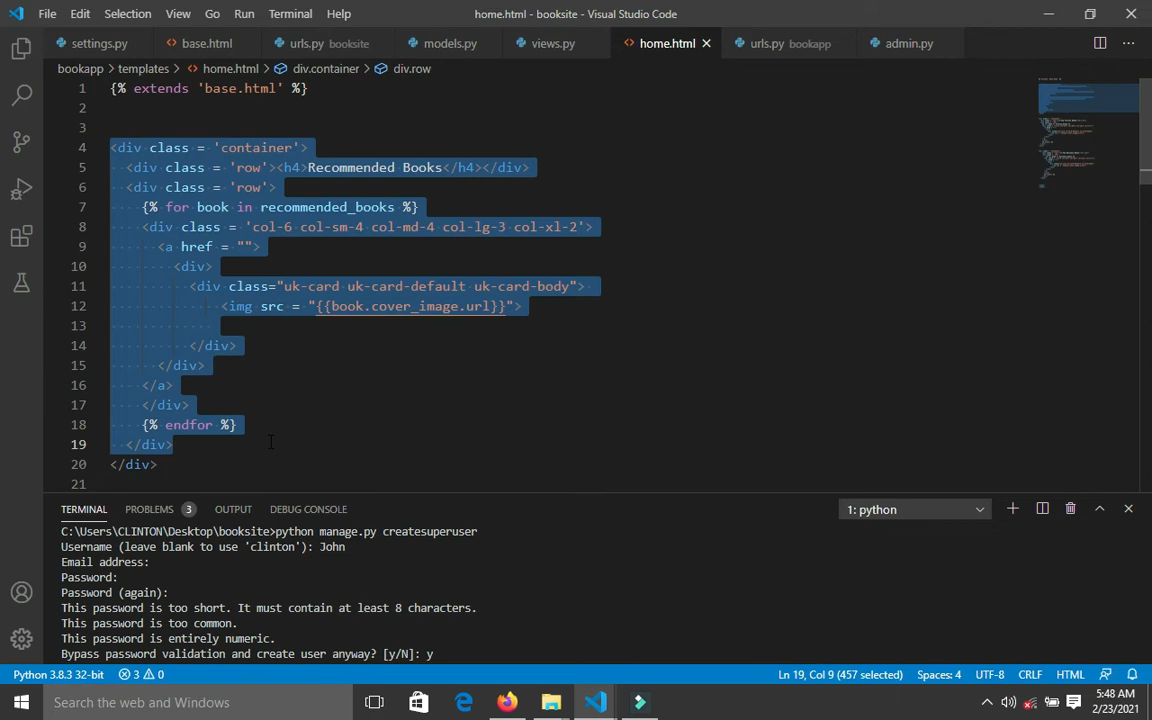 File Edit Selection View Go Run Terminal Help home.html - booksite - Visual Studio Code
settings.py base.html urls.py booksite models.py views.py home.html urls.py bookapp admin.py
bookapp > templates > home.html > div.container > div.row
1 {% extends 'base.html' %}
2
3
4 <div class = 'container'>
5 <div class = 'row'><h4>Recommended Books</h4></div>
6 <div class = 'row'>
7 {% for book in recommended_books %}
8 <div class = 'col-6 col-sm-4 col-md-4 col-lg-3 col-xl-2'>
9 <a href = "">
10 <div>
11 <div class="uk-card uk-card-default uk-card-body">
12 <img src = "{{book.cover_image.url}}">
13
14 </div>
15 </div>
16 </a>
17 </div>
18 {% endfor %}
19 </div>
20 </div>
21
TERMINAL PROBLEMS 3 OUTPUT DEBUG CONSOLE 1: python
C:\Users\CLINTON\Desktop\booksite>python manage.py createsuperuser
Username (leave blank to use 'clinton'): John
Email address:
Password:
Password (again):
This password is too short. It must contain at least 8 characters.
This password is too common.
This password is entirely numeric.
Bypass password validation and create user anyway? [y/N]: y
Python 3.8.3 32-bit 3 0 Ln 19, Col 9 (457 selected) Spaces: 4 UTF-8 CRLF HTML
Search the web and Windows
5:48 AM
2/23/2021